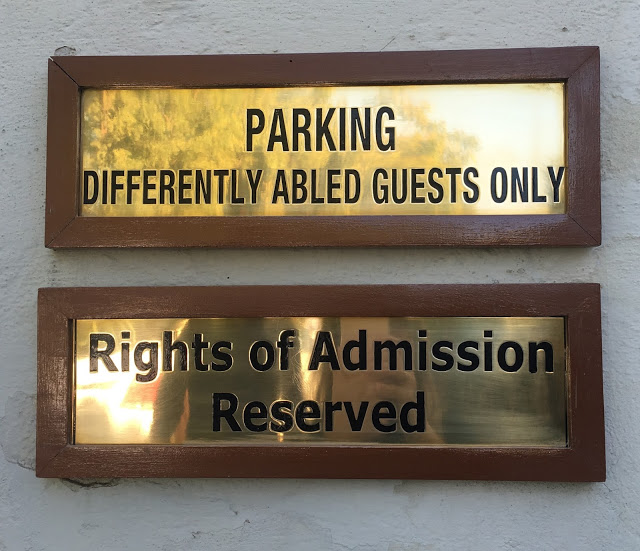 PARKING
DIFFERENTLY ABLED GUESTS ONLY
Rights of Admission
Reserved